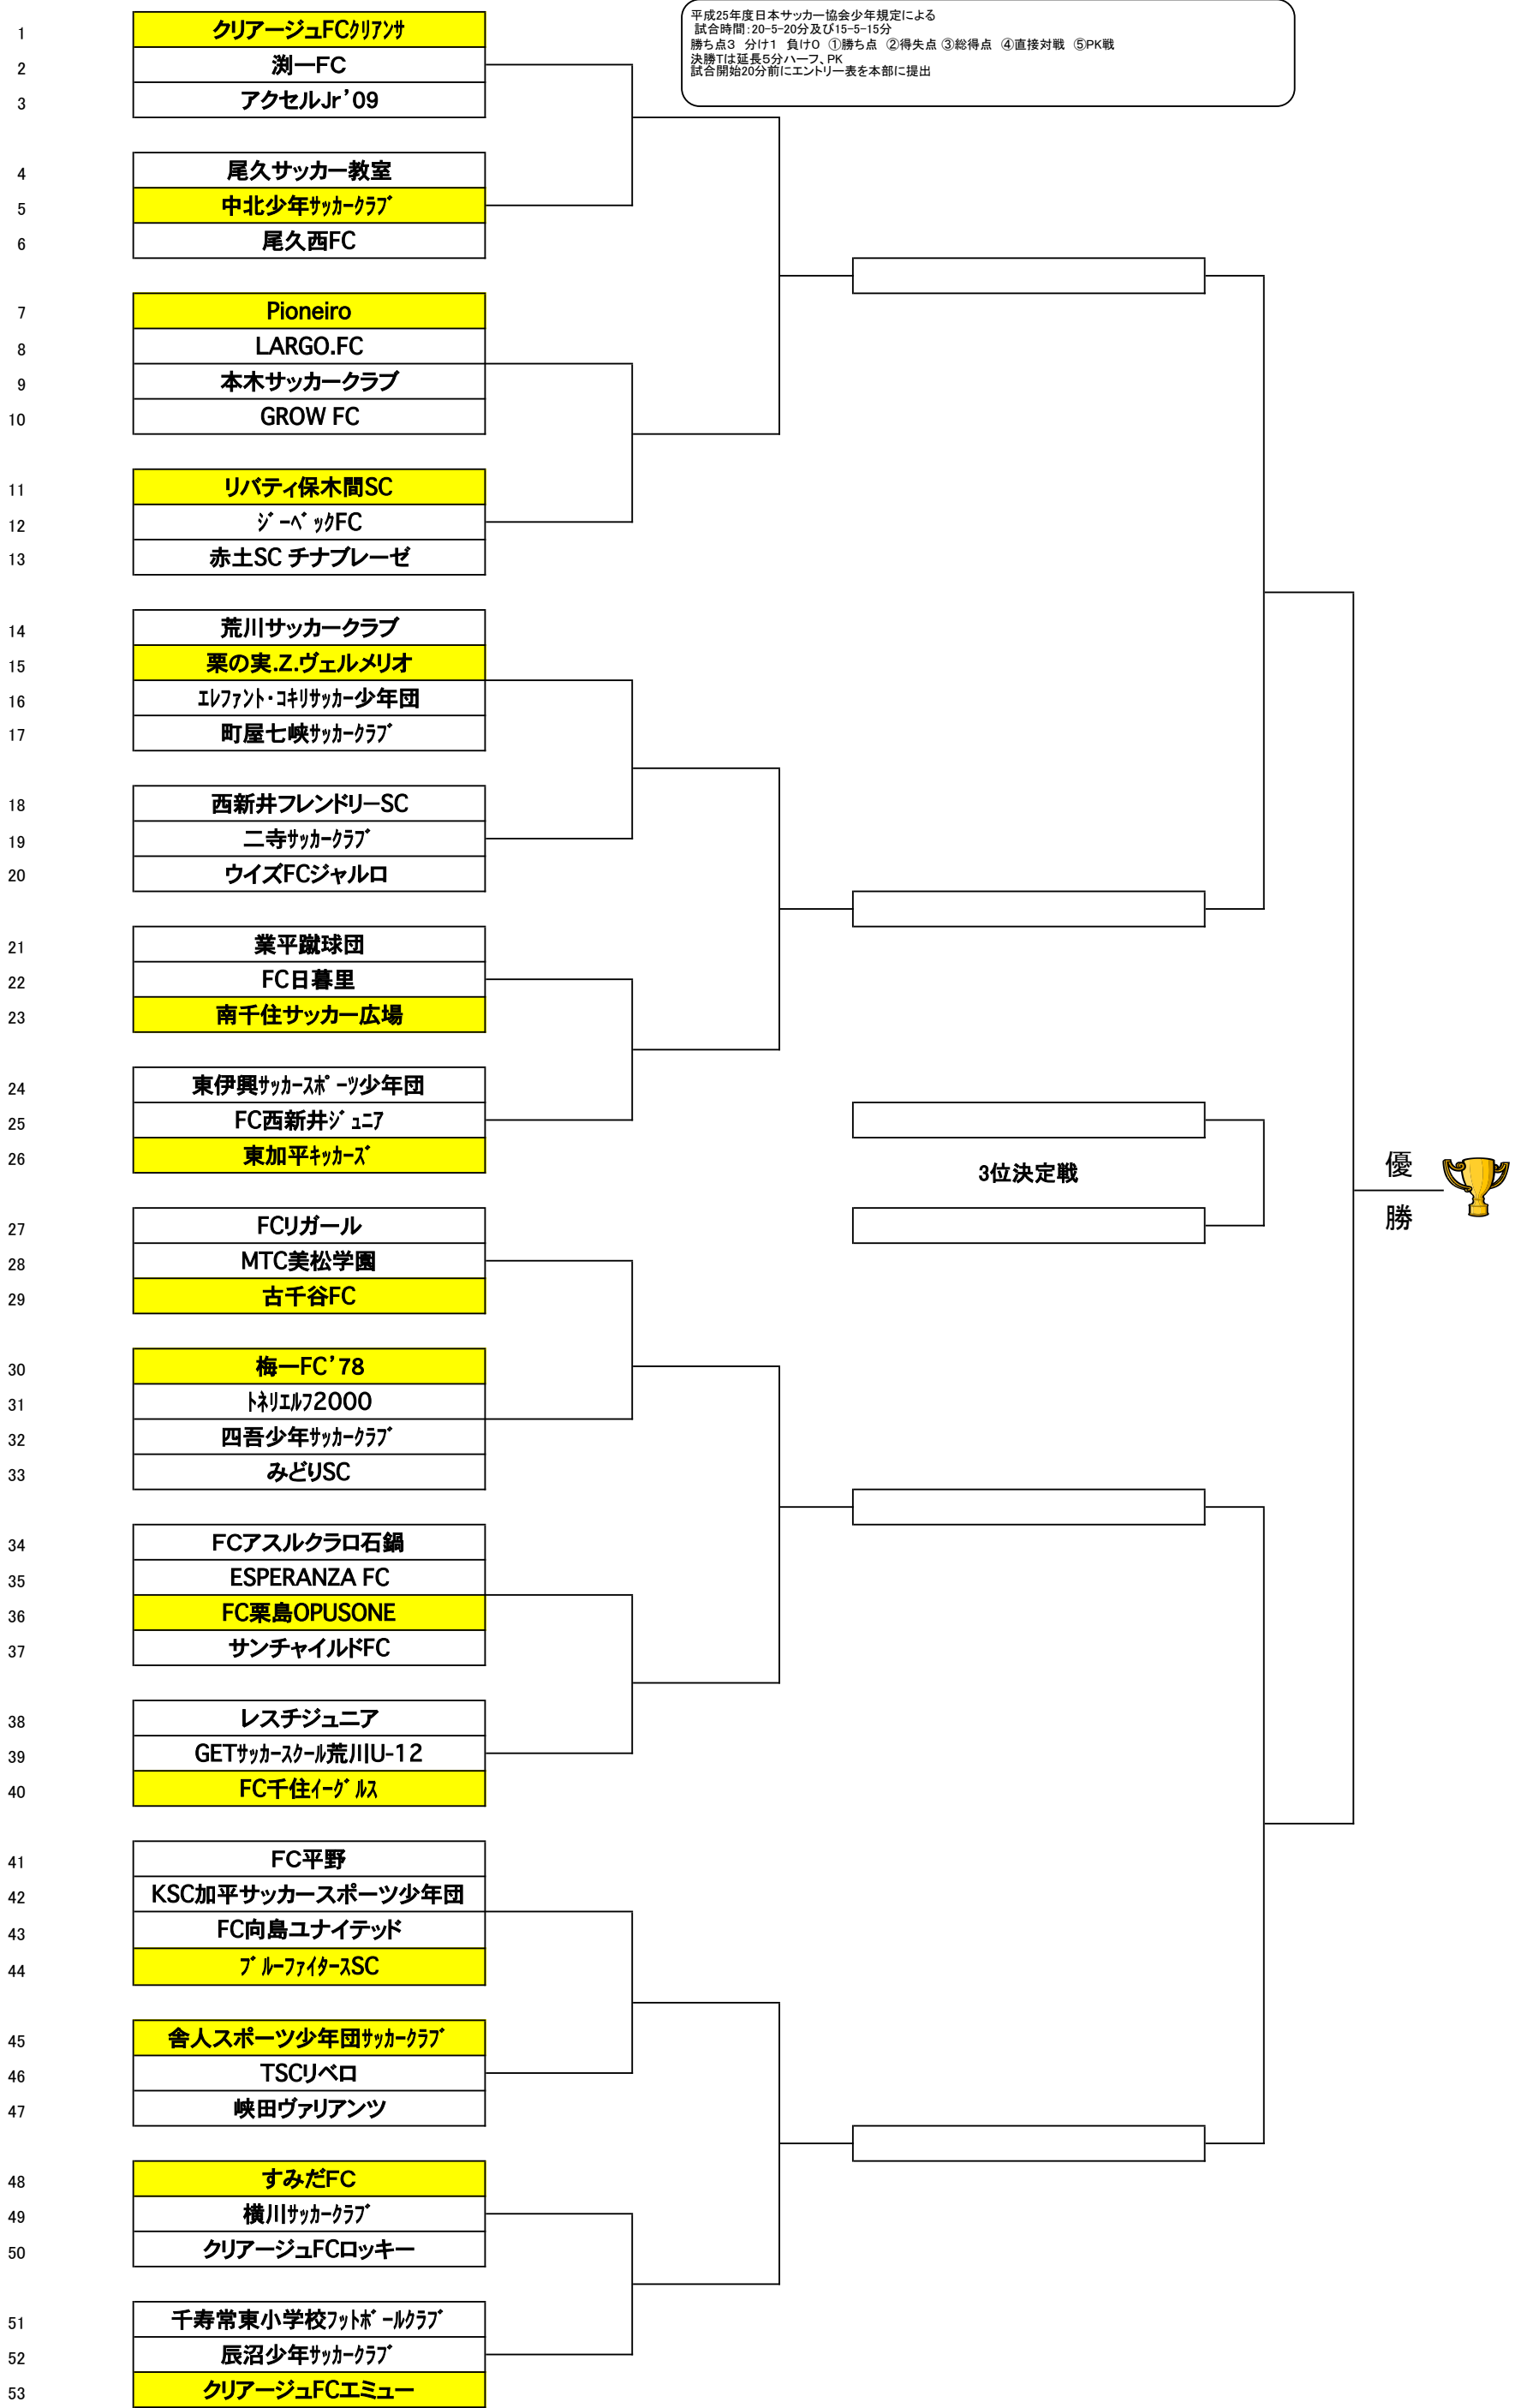 平成25年度日本サッカー協会少年規定による
試合時間:20-5-20分及び15-5-15分
勝ち点3 分け1 負け0 ①勝ち点 ②得失点 ③総得点 ④直接対戦 ⑤PK戦
決勝Tは延長5分ハーフ、PK
試合開始20分前にエントリー表を本部に提出
1 クリアージュFCｸﾘｱﾝｻ
2 渕一FC
3 アクセルJr’09
4 尾久サッカー教室
5 中北少年ｻｯｶｰｸﾗﾌﾞ
6 尾久西FC
7 Pioneiro
8 LARGO.FC
9 本木サッカークラブ
10 GROW FC
11 リバティ保木間SC
12 ｼﾞｰﾍﾞｯｸFC
13 赤土SC チナブレーゼ
14 荒川サッカークラブ
15 栗の実.Z.ヴェルメリオ
16 ｴﾚﾌｧﾝﾄ・ｺｷﾘｻｯｶｰ少年団
17 町屋七峡ｻｯｶｰｸﾗﾌﾞ
18 西新井フレンドリーSC
19 二寺ｻｯｶｰｸﾗﾌﾞ
20 ウイズFCジャルロ
21 業平蹴球団
22 FC日暮里
23 南千住サッカー広場
24 東伊興ｻｯｶｰｽﾎﾟｰﾂ少年団
25 FC西新井ｼﾞｭﾆｱ
26 東加平ｷｯｶｰｽﾞ
3位決定戦
優
勝
27 FCリガール
28 MTC美松学園
29 古千谷FC
30 梅一FC’78
31 ﾄﾈﾘｴﾙﾌ2000
32 四吾少年ｻｯｶｰｸﾗﾌﾞ
33 みどりSC
34 FCアスルクラロ石鍋
35 ESPERANZA FC
36 FC栗島OPUSONE
37 サンチャイルドFC
38 レスチジュニア
39 GETｻｯｶｰｽｸｰﾙ荒川U-12
40 FC千住ｲｰｸﾞﾙｽ
41 FC平野
42 KSC加平サッカースポーツ少年団
43 FC向島ユナイテッド
44 ﾌﾞﾙｰﾌｧｲﾀｰｽSC
45 舎人スポーツ少年団ｻｯｶｰｸﾗﾌﾞ
46 TSCリベロ
47 峡田ヴァリアンツ
48 すみだFC
49 横川ｻｯｶｰｸﾗﾌﾞ
50 クリアージュFCロッキー
51 千寿常東小学校ﾌｯﾄﾎﾞｰﾙｸﾗﾌﾞ
52 辰沼少年ｻｯｶｰｸﾗﾌﾞ
53 クリアージュFCエミュー